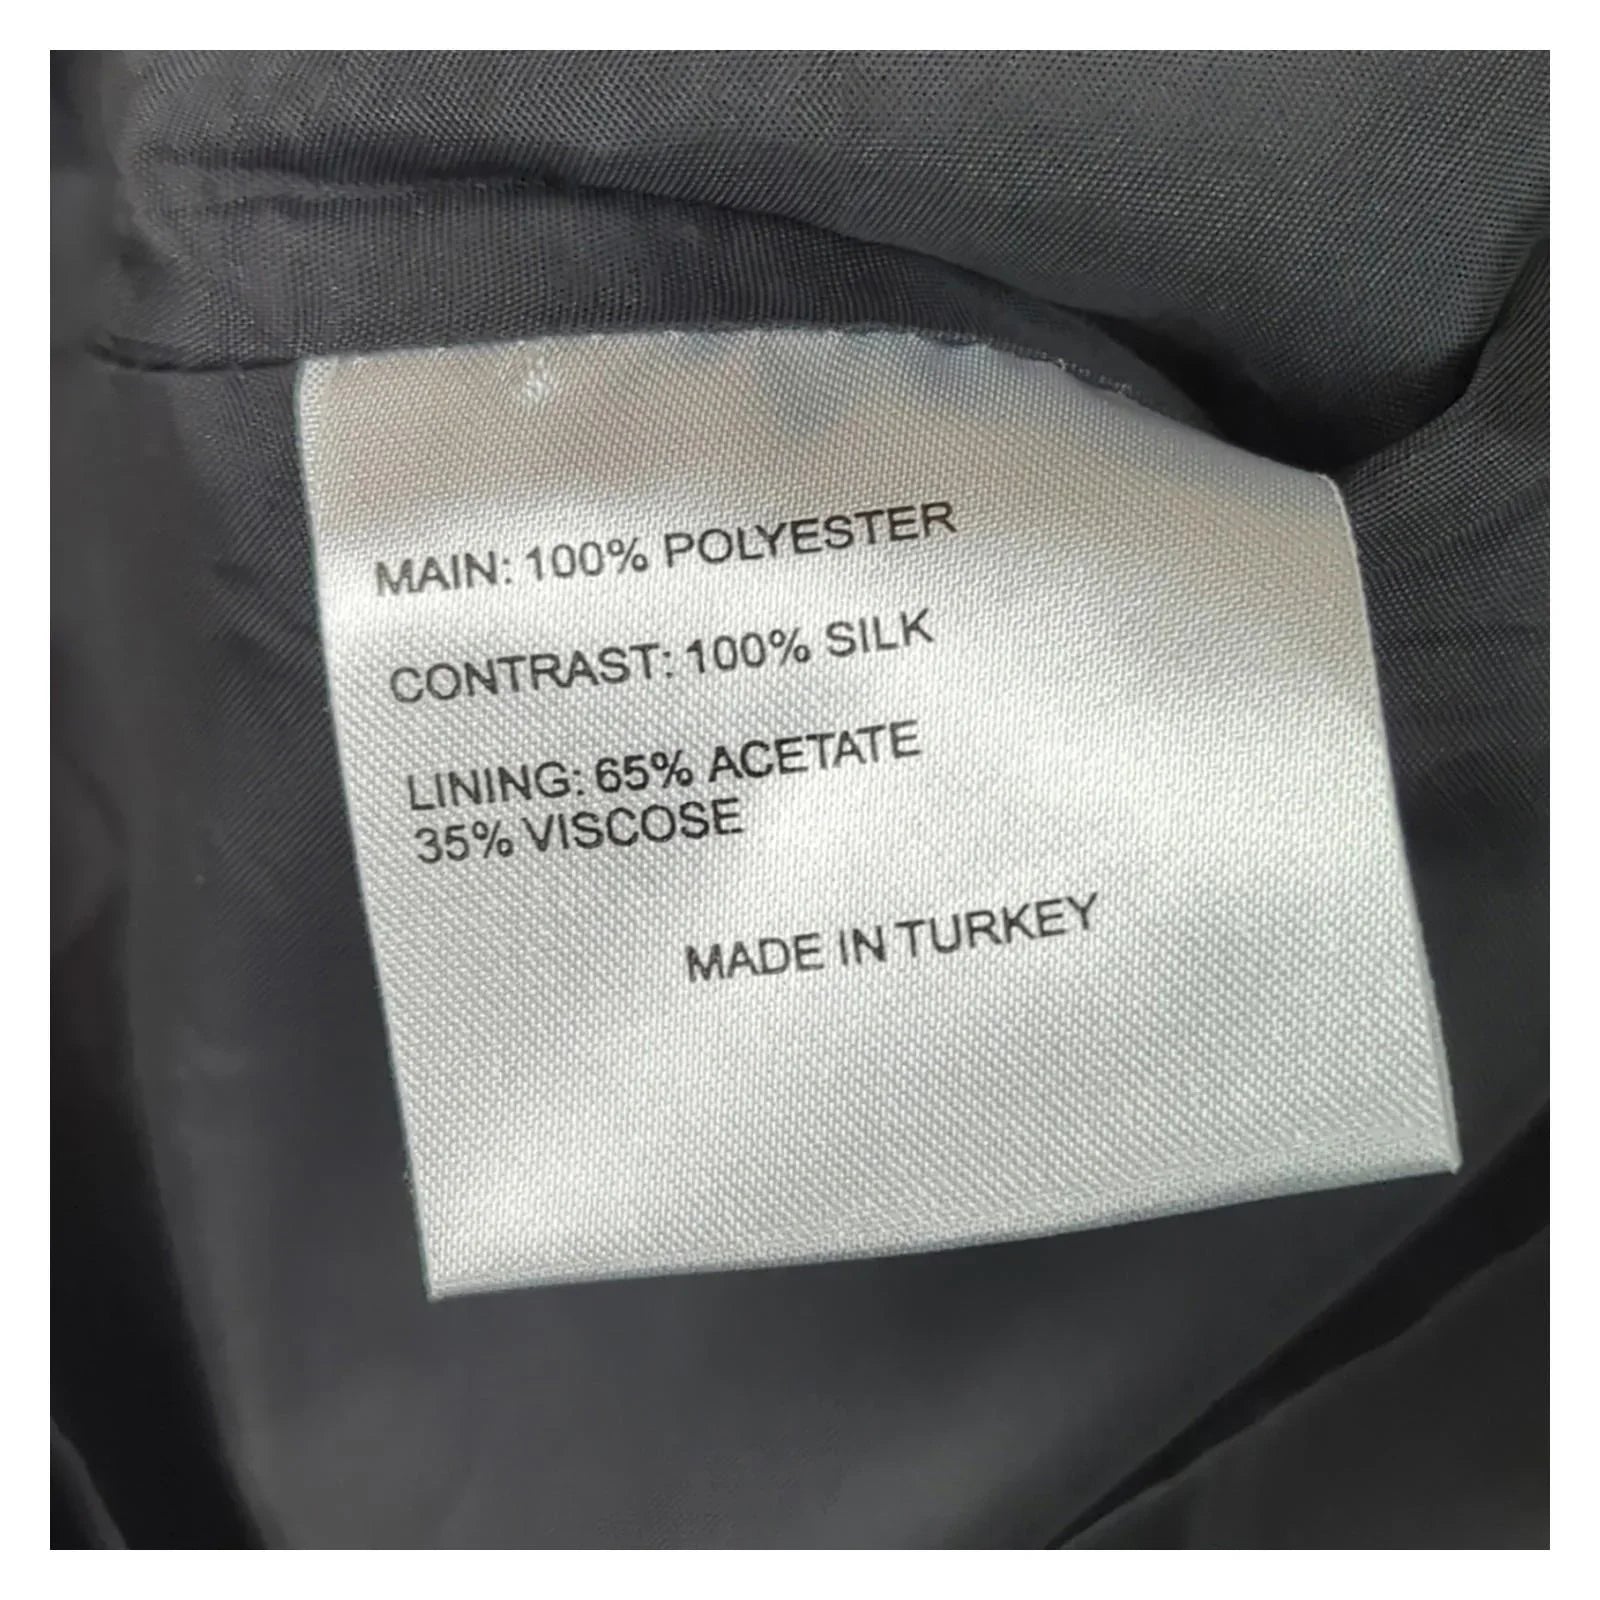 MAIN: 100% POLYESTER
CONTRAST: 100% SILK
LINING: 65% ACETATE
35% VISCOSE
MADE IN TURKEY